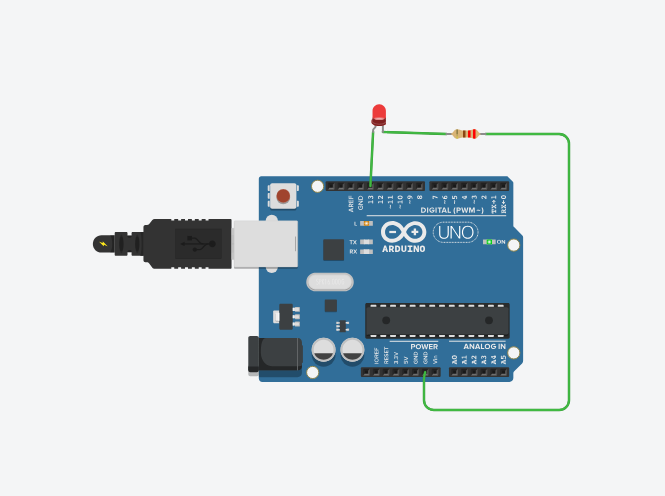 AREF
GND
13
12
~11
~10
~9
8
7
~6
~5
4
~3
2
TX→1
RX←0
DIGITAL (PWM~)
L
TX
RX
ARDUINO
UNO
ON
POWER
ANALOG IN
IOREF
RESET
3.3V
5V
GND
GND
Vin
A0
A1
A2
A3
A4
A5